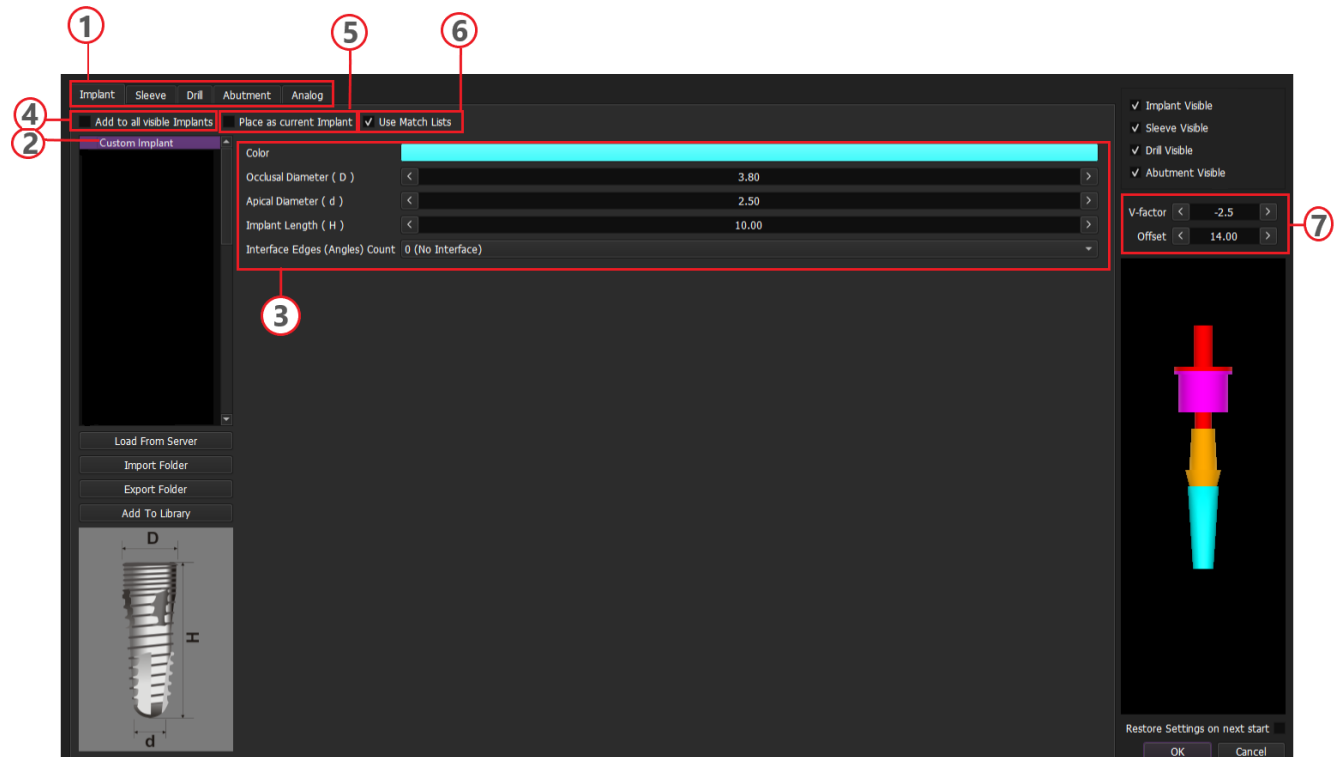 1
5
6
Implant Sleeve Drill Abutment Analog
4
Add to all visible Implants Place as current Implant Use Match Lists
2
Custom Implant
Color
Occlusal Diameter ( D ) < 3.80 >
Apical Diameter ( d ) < 2.50 >
Implant Length ( H ) < 10.00 >
Interface Edges (Angles) Count 0 (No Interface)
3
Load From Server
Import Folder
Export Folder
Add To Library
D
H
d
Implant Visible
Sleeve Visible
Drill Visible
Abutment Visible
V-factor < -2.5 >
Offset < 14.00 >
7
Restore Settings on next start
OK Cancel